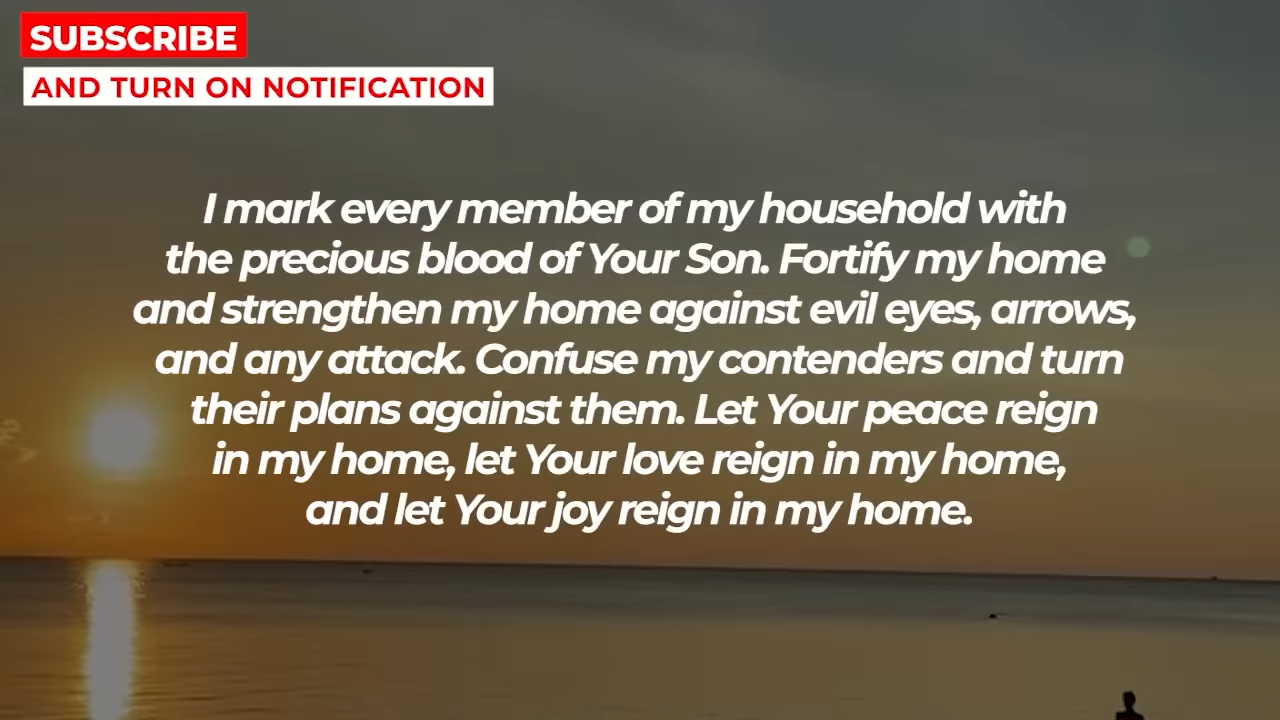 SUBSCRIBE
AND TURN ON NOTIFICATION
I mark every member of my household with
the precious blood of Your Son. Fortify my home
and strengthen my home against evil eyes, arrows,
and any attack. Confuse my contenders and turn
their plans against them. Let Your peace reign
in my home, let Your love reign in my home,
and let Your joy reign in my home.